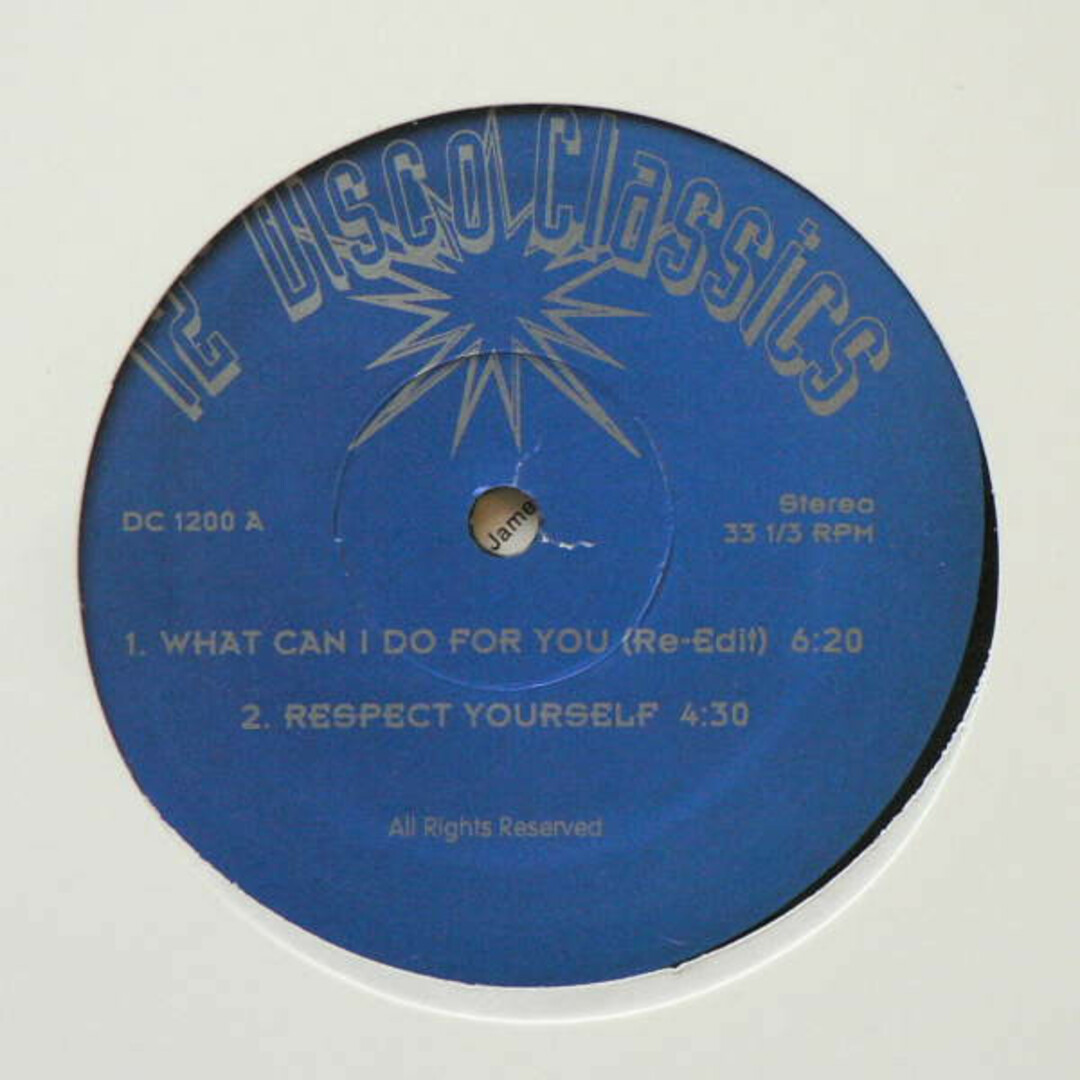 12" Disco Classics
DC 1200 A
Stereo
33 1/3 RPM
Jame
1. WHAT CAN I DO FOR YOU (Re-Edit) 6:20
2. RESPECT YOURSELF 4:30
All Rights Reserved